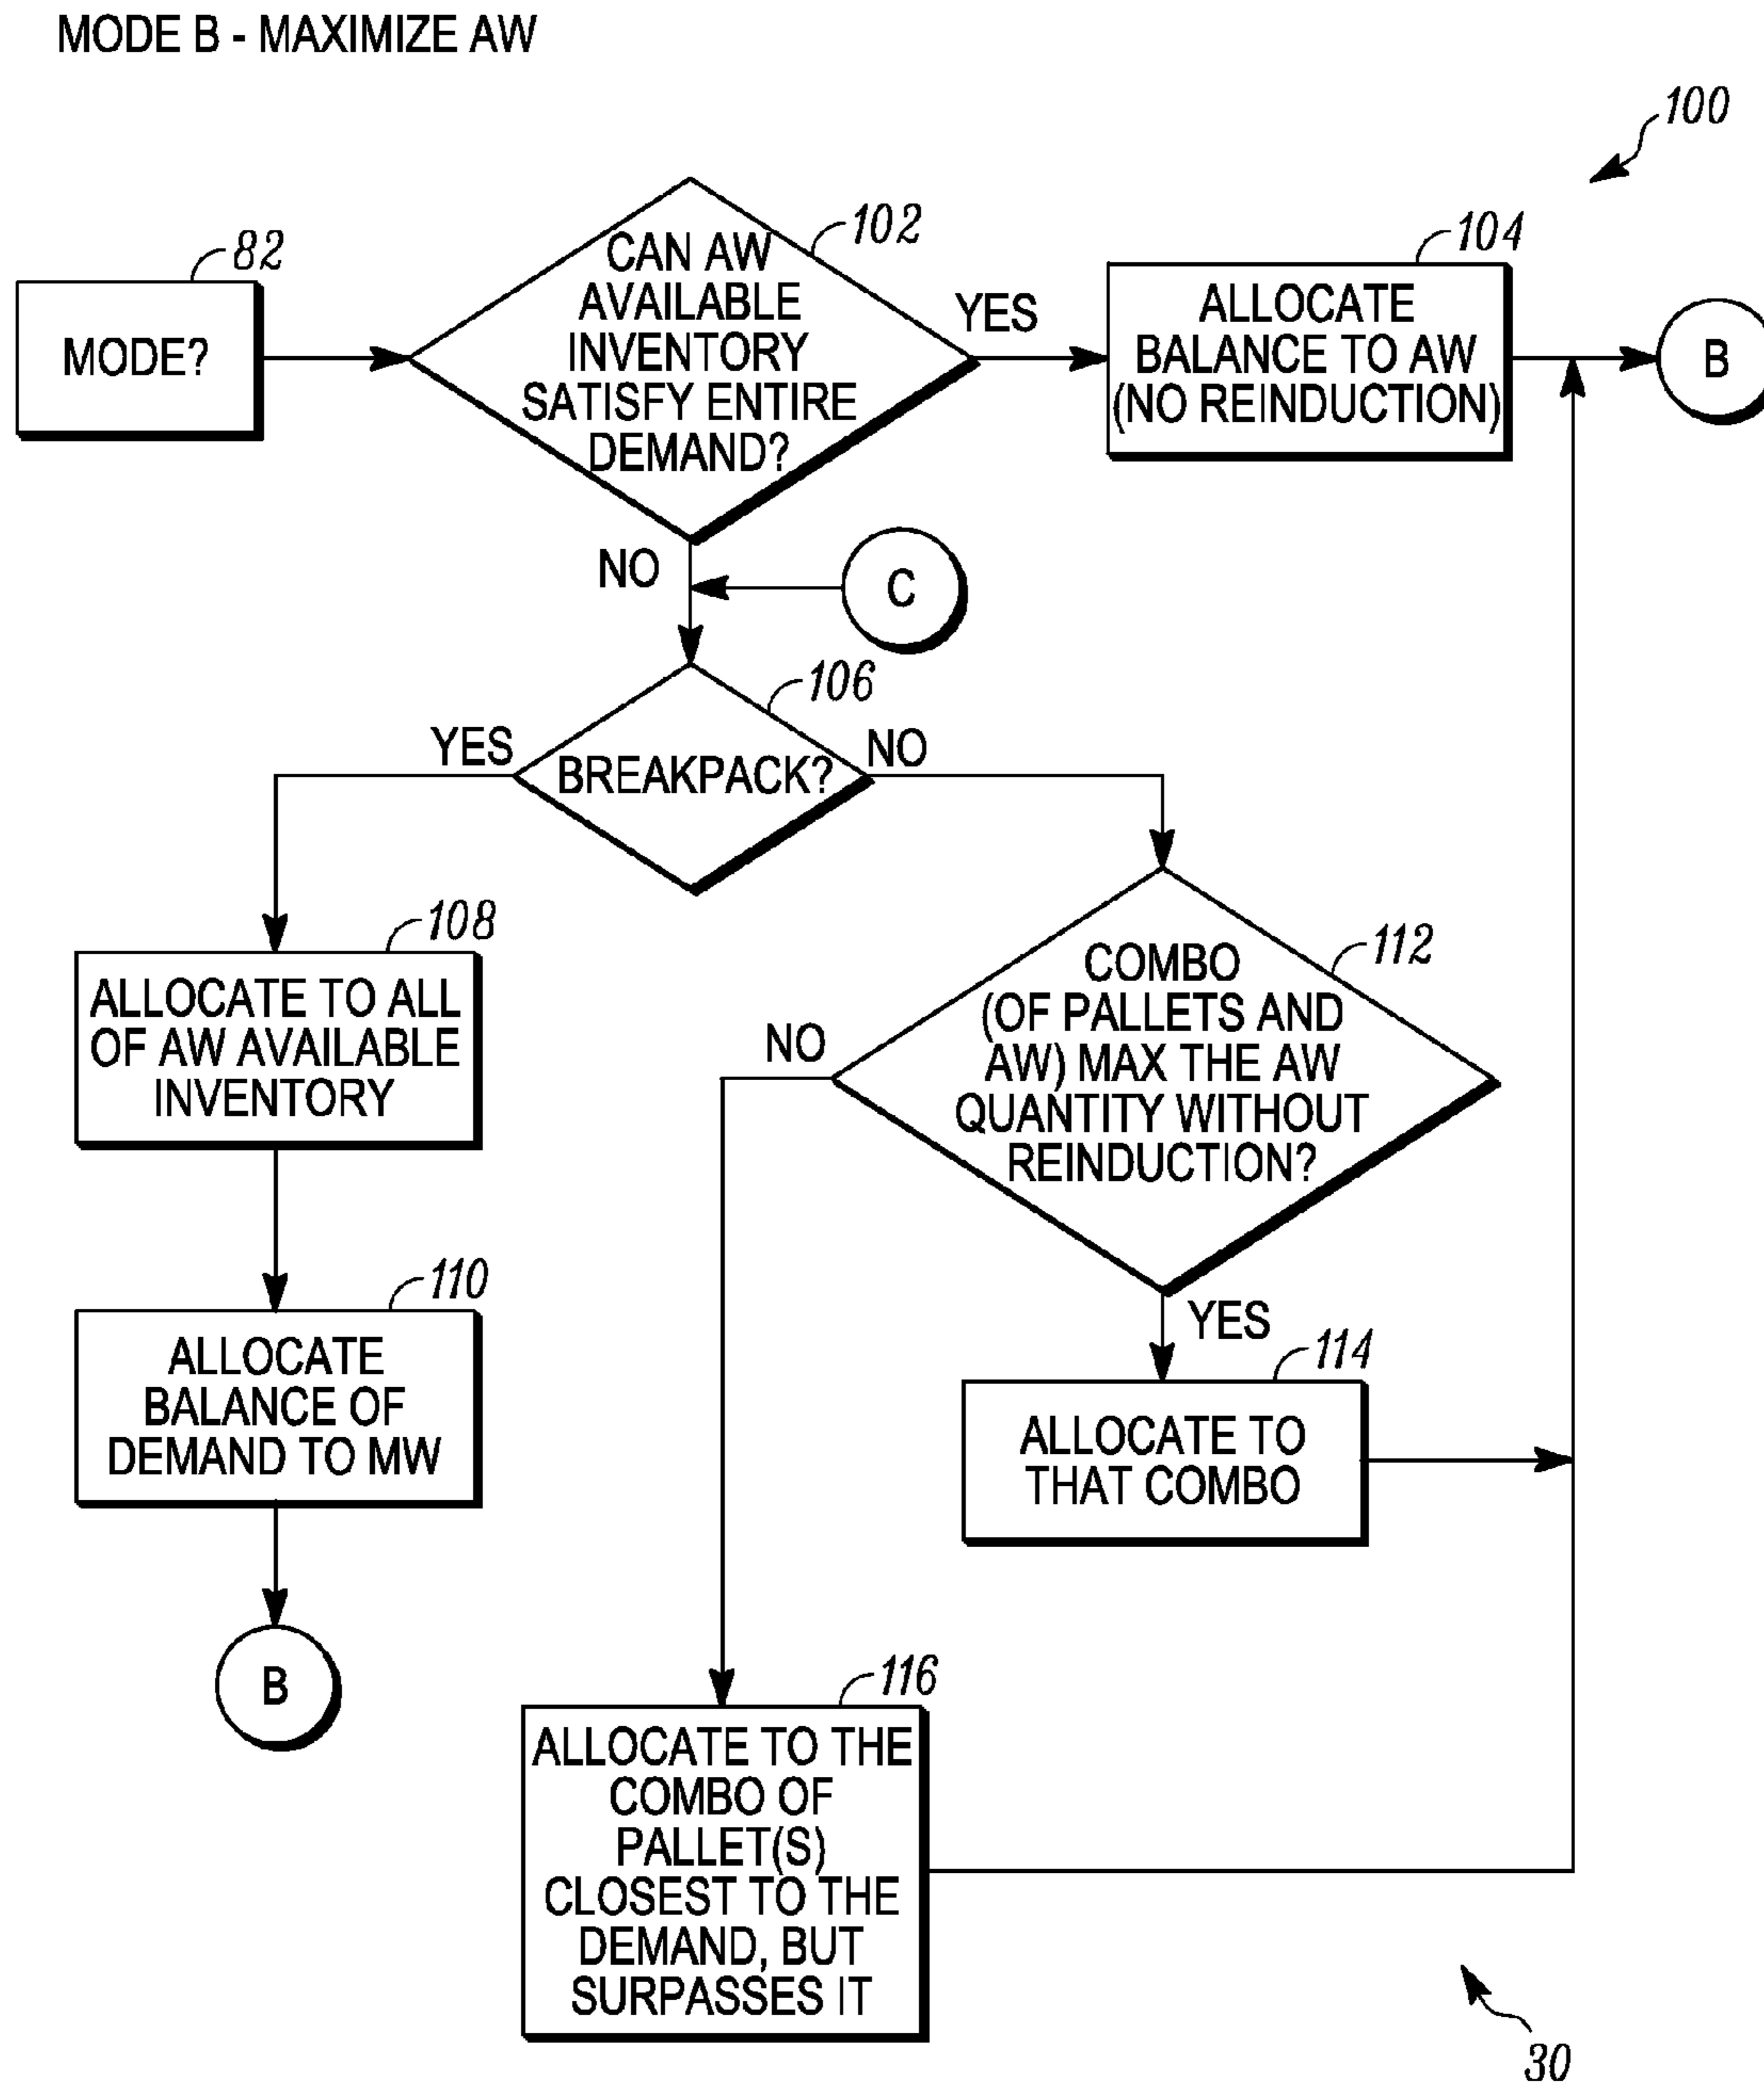 MODE B - MAXIMIZE AW
100
82
MODE?
102
CAN AW
AVAILABLE
INVENTORY
SATISFY ENTIRE
DEMAND?
YES
104
ALLOCATE
BALANCE TO AW
(NO REINDUCTION)
B
NO
C
106
YES
BREAKPACK?
NO
108
ALLOCATE TO ALL
OF AW AVAILABLE
INVENTORY
112
COMBO
(OF PALLETS AND
AW) MAX THE AW
QUANTITY WITHOUT
REINDUCTION?
NO
YES
110
ALLOCATE
BALANCE OF
DEMAND TO MW
114
ALLOCATE TO
THAT COMBO
B
116
ALLOCATE TO THE
COMBO OF
PALLET(S)
CLOSEST TO THE
DEMAND, BUT
SURPASSES IT
30